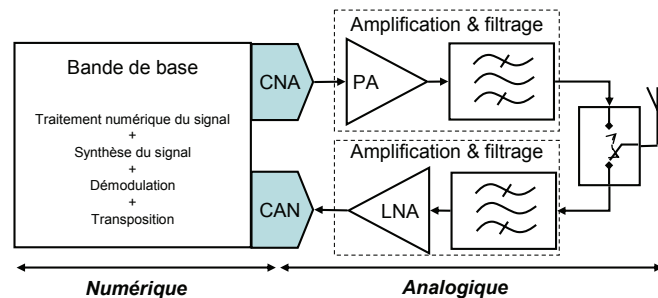 Bande de base
Traitement numérique du signal
+
Synthèse du signal
+
Démodulation
+
Transposition
CNA
CAN
Amplification & filtrage
PA
Amplification & filtrage
LNA
Numérique
Analogique